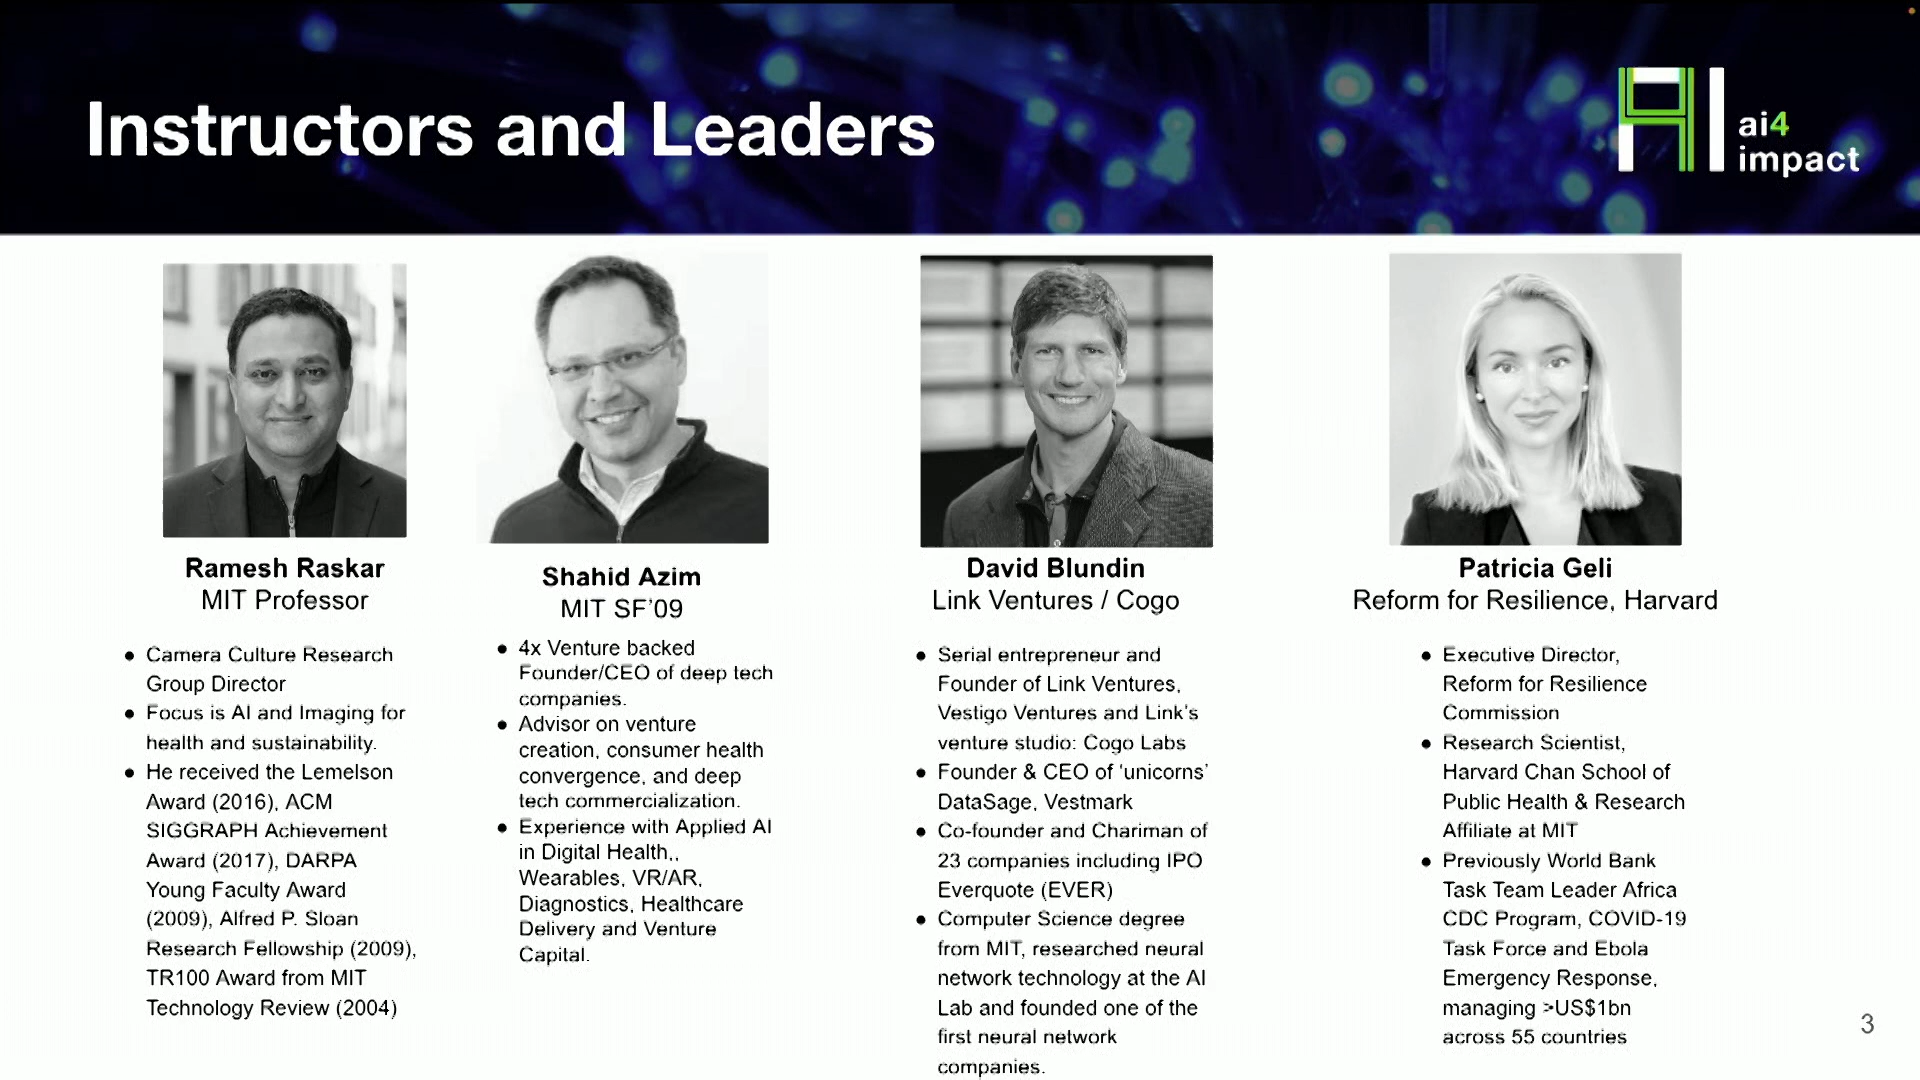 Instructors and Leaders
ai4
impact
Ramesh Raskar
MIT Professor
● Camera Culture Research
Group Director
● Focus is AI and Imaging for
health and sustainability.
● He received the Lemelson
Award (2016), ACM
SIGGRAPH Achievement
Award (2017), DARPA
Young Faculty Award
(2009), Alfred P. Sloan
Research Fellowship (2009),
TR100 Award from MIT
Technology Review (2004)
Shahid Azim
MIT SF'09
● 4x Venture backed
Founder/CEO of deep tech
companies.
● Advisor on venture
creation, consumer health
convergence, and deep
tech commercialization.
● Experience with Applied AI
in Digital Health,,
Wearables, VR/AR,
Diagnostics, Healthcare
Delivery and Venture
Capital.
David Blundin
Link Ventures / Cogo
● Serial entrepreneur and
Founder of Link Ventures,
Vestigo Ventures and Link's
venture studio: Cogo Labs
● Founder & CEO of 'unicorns'
DataSage, Vestmark
● Co-founder and Chariman of
23 companies including IPO
Everquote (EVER)
● Computer Science degree
from MIT, researched neural
network technology at the AI
Lab and founded one of the
first neural network
companies.
Patricia Geli
Reform for Resilience, Harvard
● Executive Director,
Reform for Resilience
Commission
● Research Scientist,
Harvard Chan School of
Public Health & Research
Affiliate at MIT
● Previously World Bank
Task Team Leader Africa
CDC Program, COVID-19
Task Force and Ebola
Emergency Response,
managing >US$1bn
across 55 countries
3